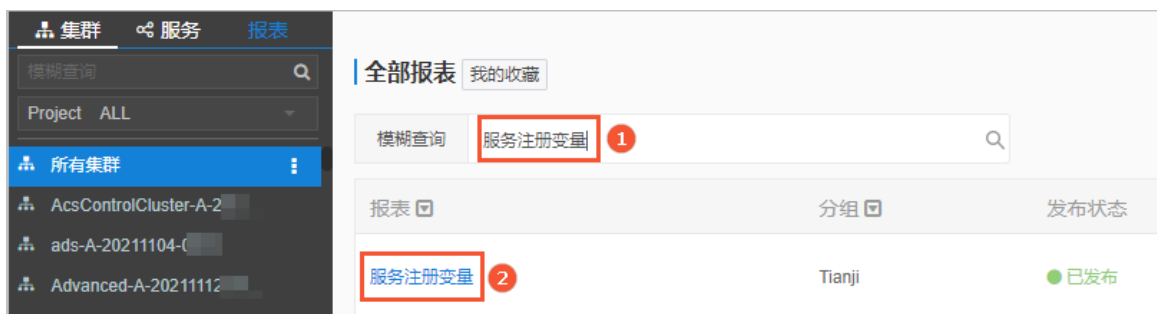 集群 服务 报表
模糊查询
Project ALL
所有集群
AcsControlCluster-A-2
ads-A-20211104-0
Advanced-A-20211112
全部报表 我的收藏
模糊查询 服务注册变量 1
报表 分组 发布状态
服务注册变量 2 Tianji 已发布